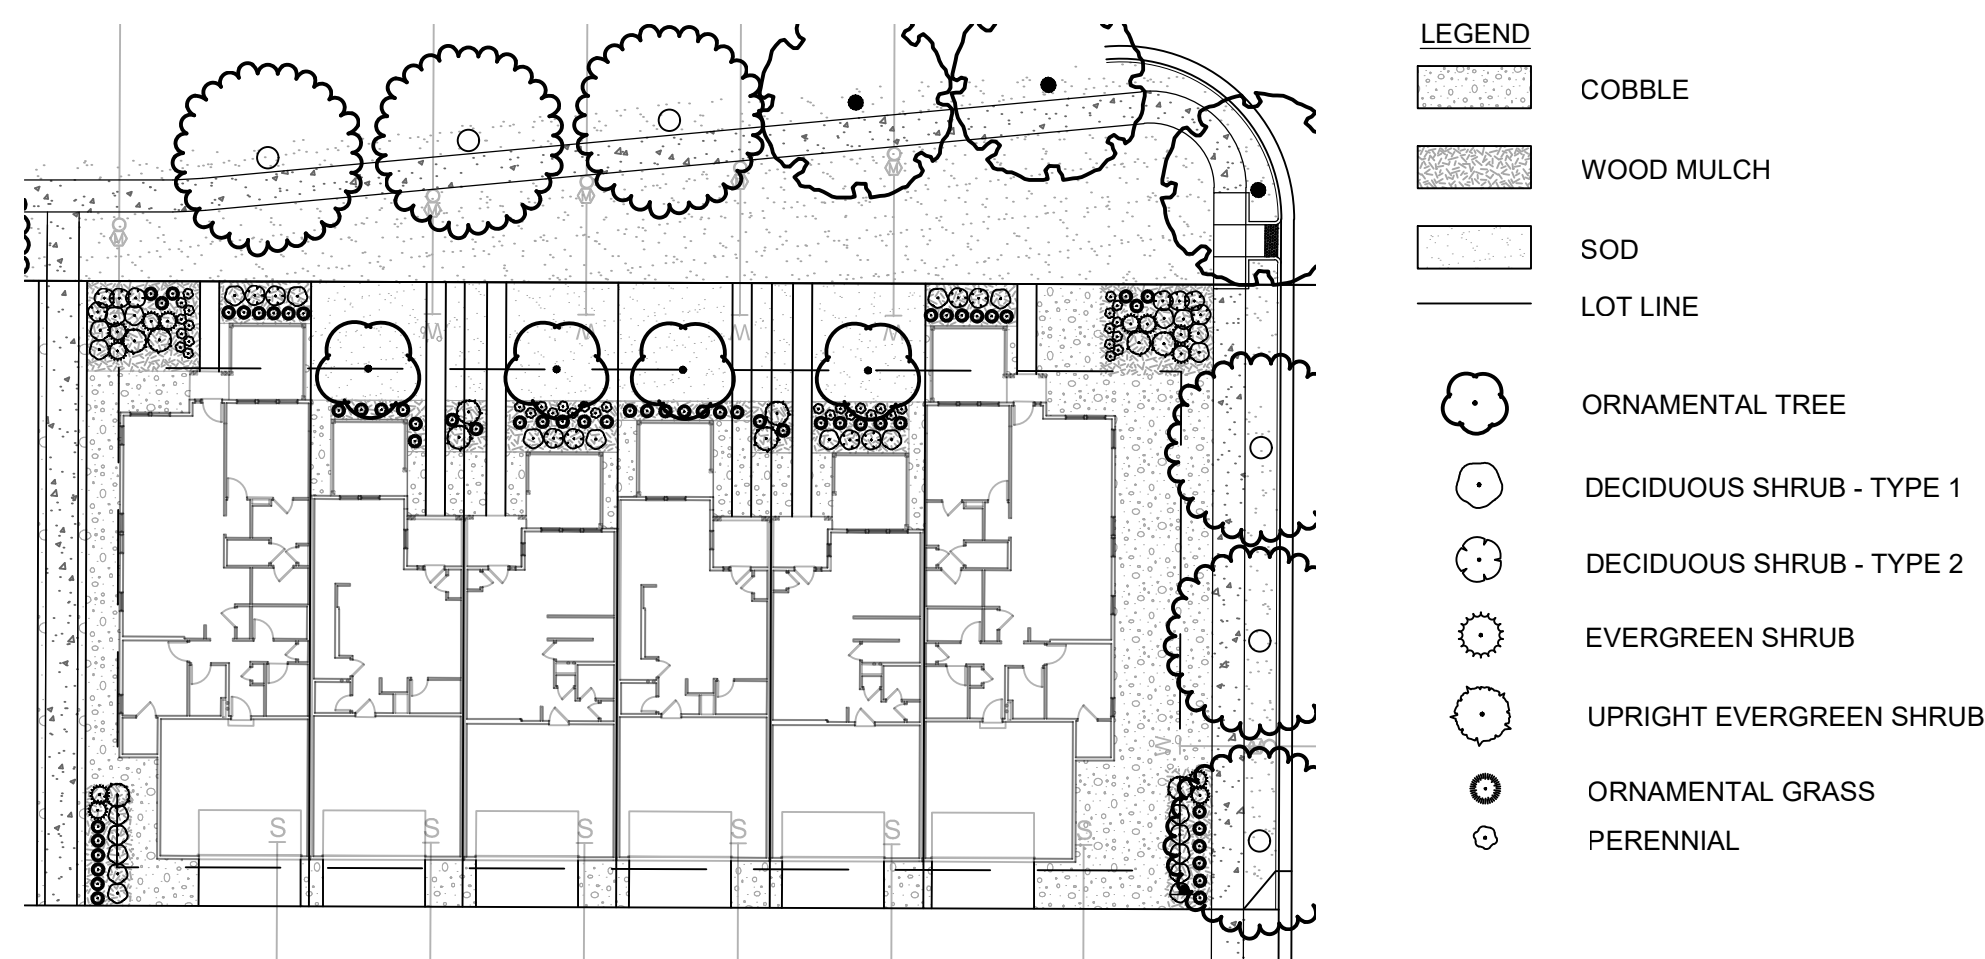 LEGEND
COBBLE
WOOD MULCH
SOD
LOT LINE
ORNAMENTAL TREE
DECIDUOUS SHRUB - TYPE 1
DECIDUOUS SHRUB - TYPE 2
EVERGREEN SHRUB
UPRIGHT EVERGREEN SHRUB
ORNAMENTAL GRASS
PERENNIAL
M M M M M
W W W W
W
S S S S S S